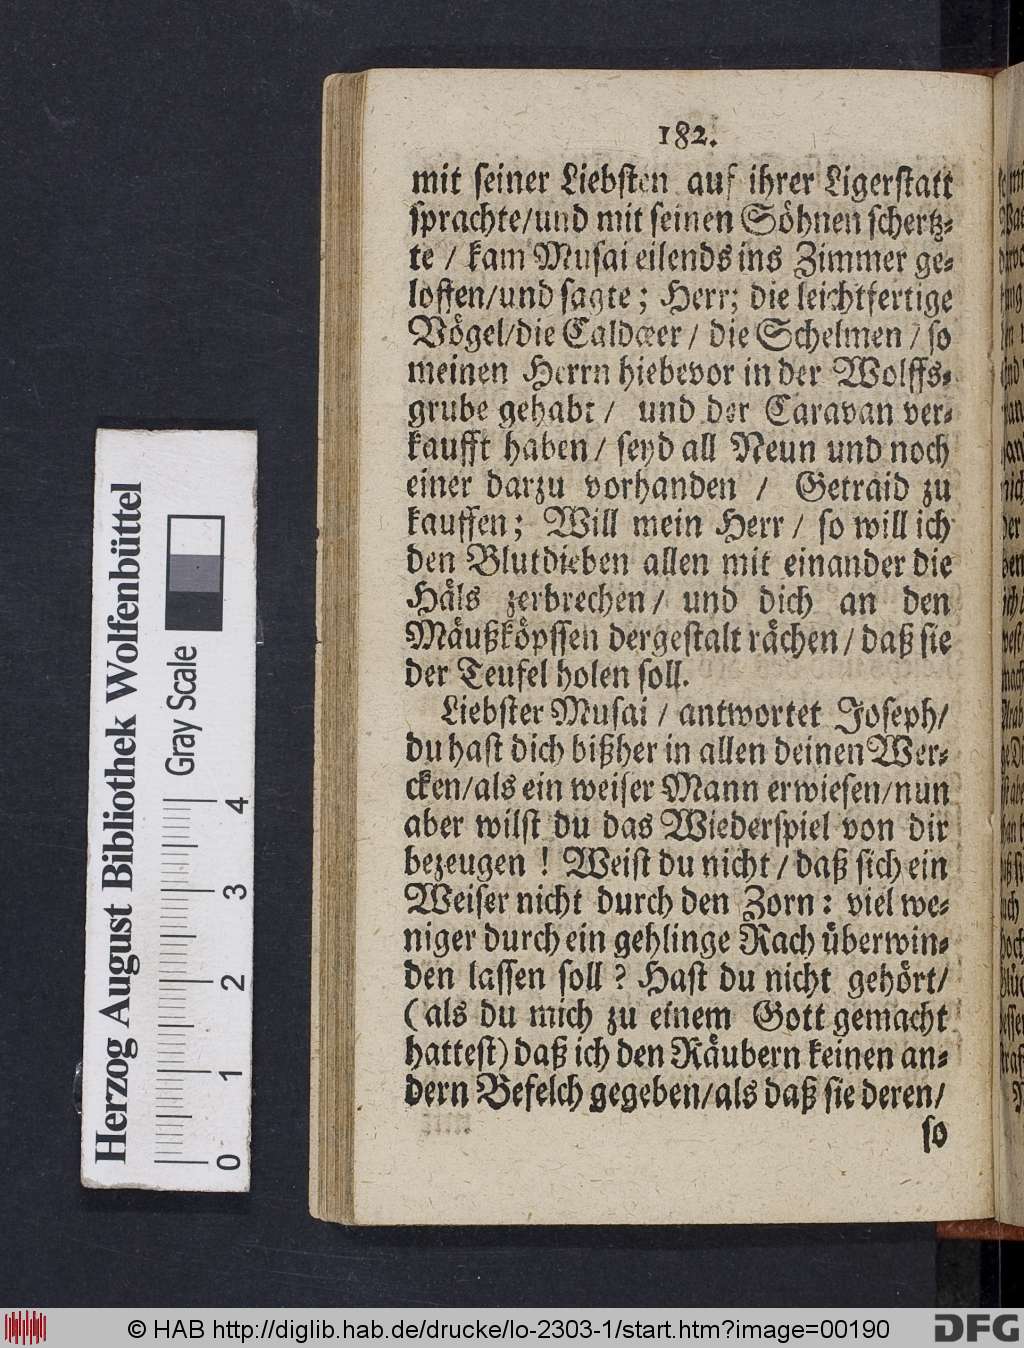 182.
mit seiner Liebsten auf ihrer Ligerstatt
sprachte/und mit seinen Söhnen schertz⸗
te / kam Musai eilends ins Zimmer ge⸗
loffen/und sagte; Herr; die leichtfertige
Vögel/die Caldæer / die Schelmen / so
meinen Herrn hiebevor in der Wolffs⸗
grube gehabt / und der Caravan ver⸗
kaufft haben / seyd all Neun und noch
einer darzu vorhanden / Getraid zu
kauffen; Will mein Herr / so will ich
den Blutdieben allen mit einander die
Häls zerbrechen / und dich an den
Mäußköpffen dergestalt rächen / daß sie
der Teufel holen soll.
Liebster Musai / antwortet Joseph/
du hast dich bißher in allen deinen Wer⸗
cken/als ein weiser Mann erwiesen/nun
aber wilst du das Wiederspiel von dir
bezeugen ! Weist du nicht / daß sich ein
Weiser nicht durch den Zorn: viel we⸗
niger durch ein gehlinge Rach überwin⸗
den lassen soll ? Hast du nicht gehört/
(als du mich zu einem Gott gemacht
hattest) daß ich den Räubern keinen an⸗
dern Befelch gegeben/als daß sie deren/
so
Herzog August Bibliothek Wolfenbüttel
Gray Scale
0 1 2 3 4
© HAB http://diglib.hab.de/drucke/lo-2303-1/start.htm?image=00190
DFG